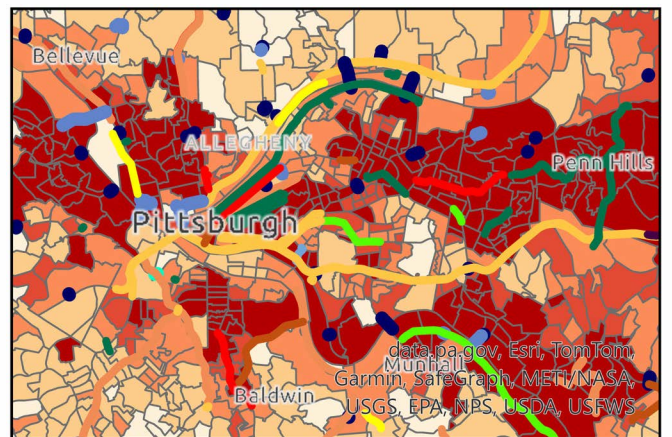 Bellevue
ALLEGHENY
Penn Hills
Pittsburgh
data.pa.gov, Esri, TomTom,
Munhall
Garmin, SafeGraph, METI/NASA,
Baldwin
USGS, EPA, NPS, USDA, USFWS